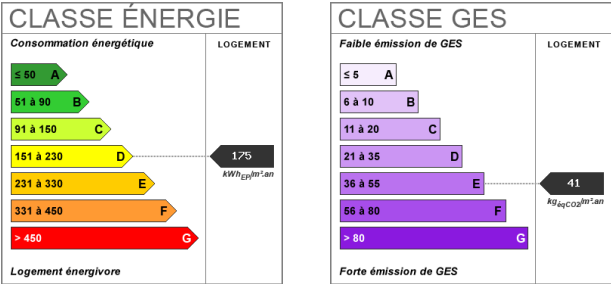 CLASSE ÉNERGIE
Consommation énergétique
LOGEMENT
≤ 50 A
51 à 90 B
91 à 150 C
151 à 230 D
175
kWhEP/m².an
231 à 330 E
331 à 450 F
> 450 G
Logement énergivore
CLASSE GES
Faible émission de GES
LOGEMENT
≤ 5 A
6 à 10 B
11 à 20 C
21 à 35 D
36 à 55 E
41
kgéqCO2/m².an
56 à 80 F
> 80 G
Forte émission de GES